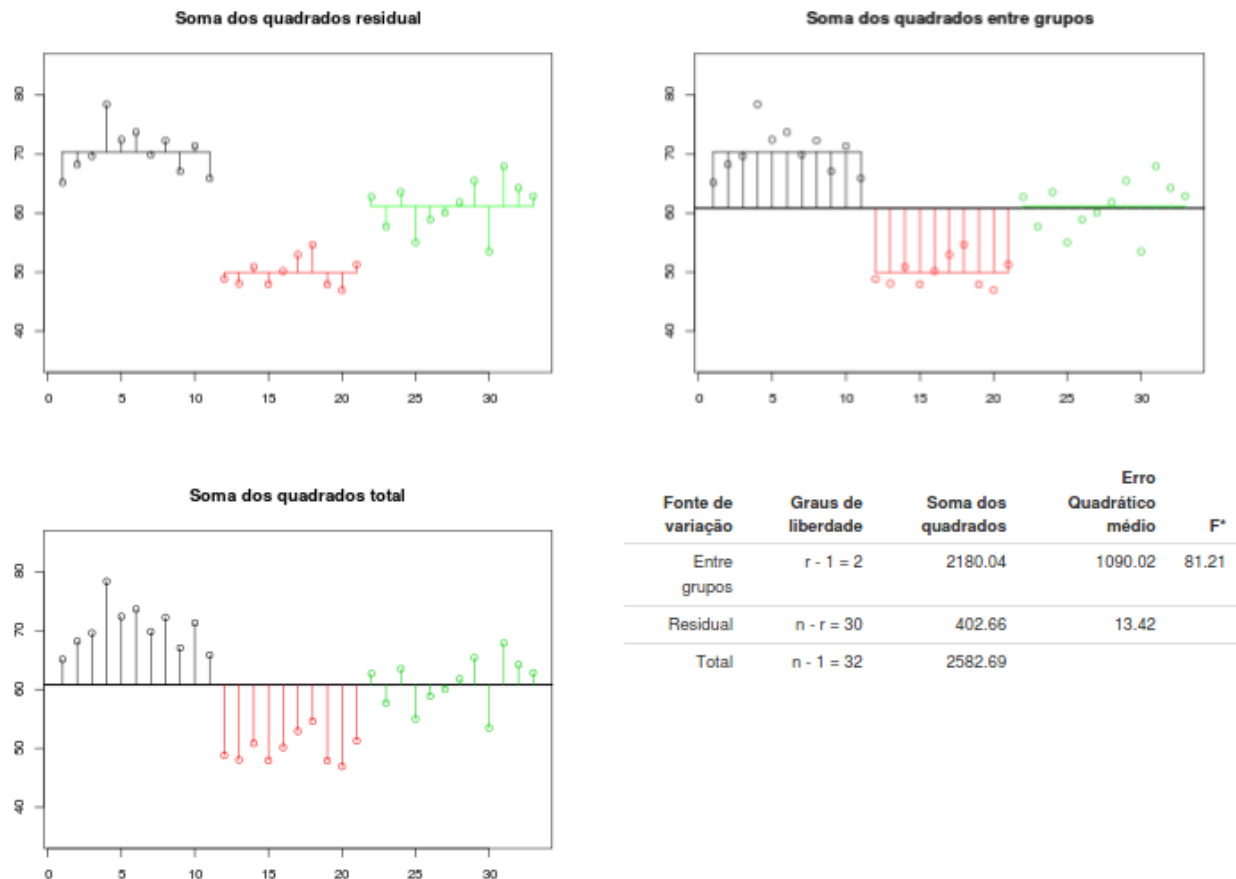 Soma dos quadrados residual
80
70
60
50
40
0 5 10 15 20 25 30
Soma dos quadrados entre grupos
80
70
60
50
40
0 5 10 15 20 25 30
Soma dos quadrados total
80
70
60
50
40
0 5 10 15 20 25 30
Erro
Fonte de Graus de Soma dos Quadrático
variação liberdade quadrados médio F*
Entre r - 1 = 2 2180.04 1090.02 81.21
grupos
Residual n - r = 30 402.66 13.42
Total n - 1 = 32 2582.69